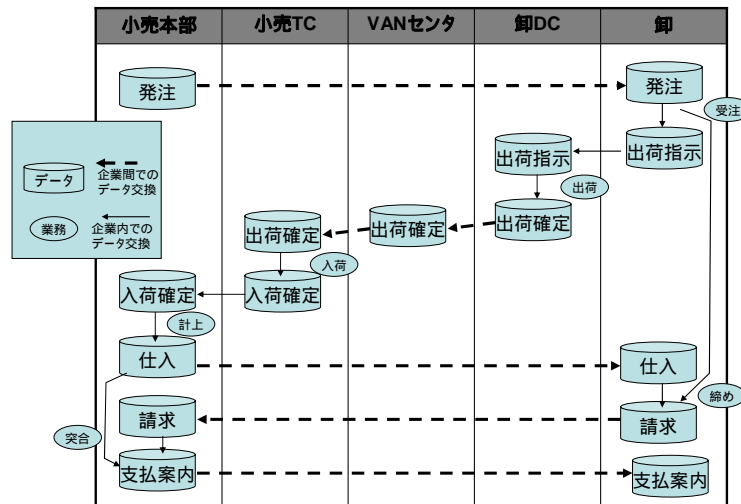 小売本部 小売TC VANセンタ 卸DC 卸
発注 発注
受注
出荷指示 出荷指示
データ
企業間での
データ交換
業務
企業内での
データ交換
出荷
出荷確定 出荷確定 出荷確定
入荷
入荷確定 入荷確定
計上
仕入 仕入
締め
請求 請求
突合
支払案内 支払案内